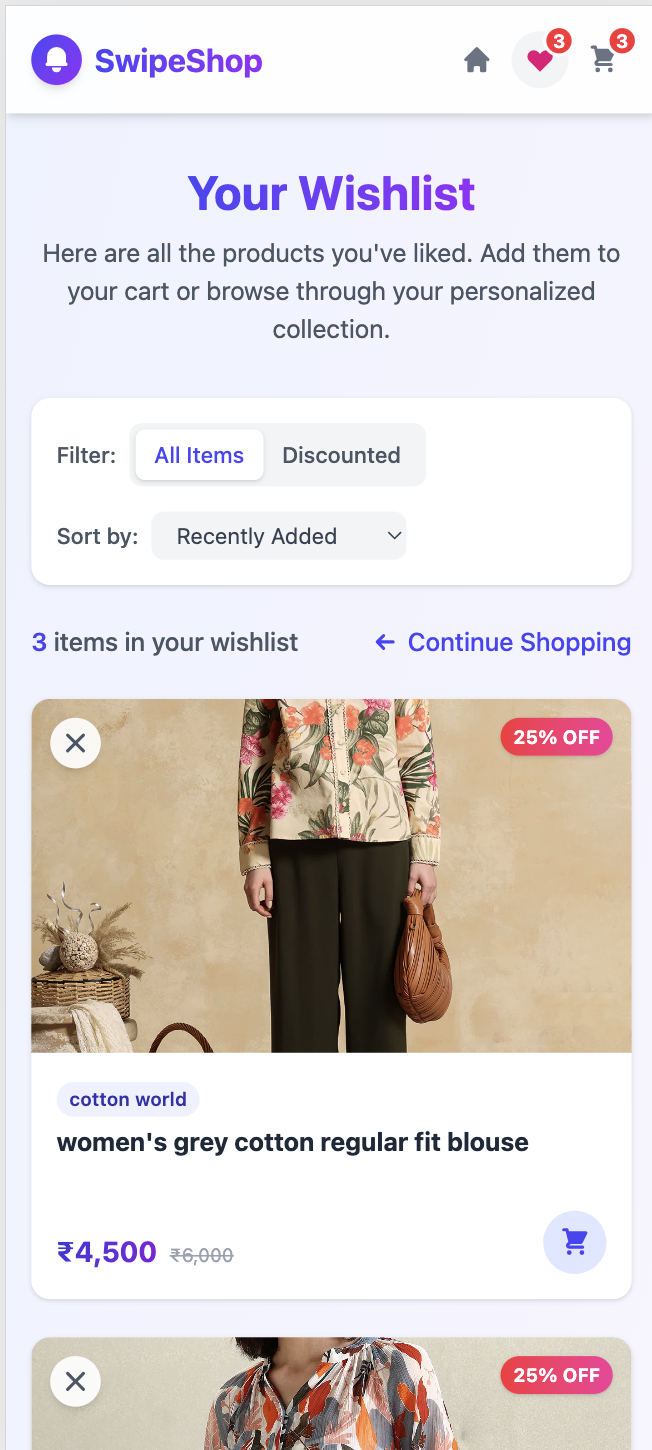 SwipeShop
3
3
Your Wishlist
Here are all the products you've liked. Add them to
your cart or browse through your personalized
collection.
Filter: All Items Discounted
Sort by: Recently Added
3 items in your wishlist ← Continue Shopping
25% OFF
cotton world
women's grey cotton regular fit blouse
₹4,500 ₹6,000
25% OFF